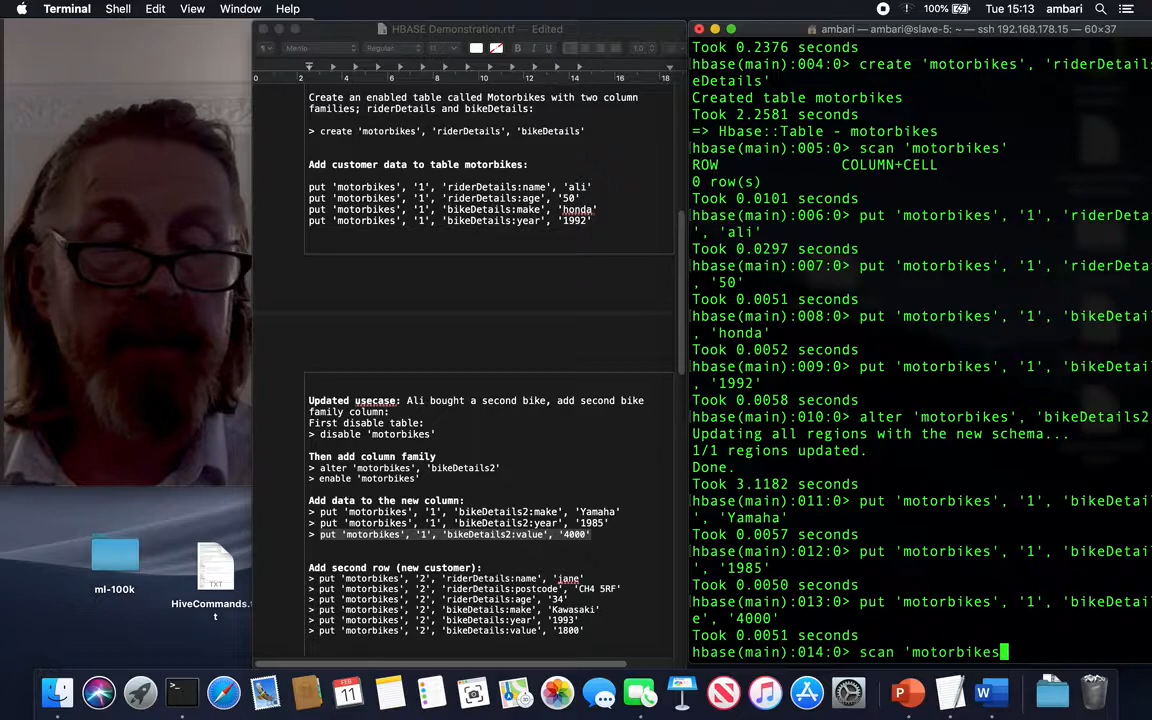 Terminal Shell Edit View Window Help
100% Tue 15:13 ambari
HBASE Demonstration.rtf — Edited
Menlo Regular B I U 1.0
0 2 4 6 8 10 12 14 16 18
Create an enabled table called Motorbikes with two column
families; riderDetails and bikeDetails:
> create 'motorbikes', 'riderDetails', 'bikeDetails'
Add customer data to table motorbikes:
put 'motorbikes', '1', 'riderDetails:name', 'ali'
put 'motorbikes', '1', 'riderDetails:age', '50'
put 'motorbikes', '1', 'bikeDetails:make', 'honda'
put 'motorbikes', '1', 'bikeDetails:year', '1992'
Updated usecase: Ali bought a second bike, add second bike
family column:
First disable table:
> disable 'motorbikes'
Then add column family
> alter 'motorbikes', 'bikeDetails2'
> enable 'motorbikes'
Add data to the new column:
> put 'motorbikes', '1', 'bikeDetails2:make', 'Yamaha'
> put 'motorbikes', '1', 'bikeDetails2:year', '1985'
> put 'motorbikes', '1', 'bikeDetails2:value', '4000'
Add second row (new customer):
> put 'motorbikes', '2', 'riderDetails:name', 'jane'
> put 'motorbikes', '2', 'riderDetails:postcode', 'CH4 5RF'
> put 'motorbikes', '2', 'riderDetails:age', '34'
> put 'motorbikes', '2', 'bikeDetails:make', 'Kawasaki'
> put 'motorbikes', '2', 'bikeDetails:year', '1993'
> put 'motorbikes', '2', 'bikeDetails:value', '1800'
ambari — ambari@slave-5: ~ — ssh 192.168.178.15 — 60×37
Took 0.2376 seconds
hbase(main):004:0> create 'motorbikes', 'riderDetails
eDetails'
Created table motorbikes
Took 2.2581 seconds
=> Hbase::Table - motorbikes
hbase(main):005:0> scan 'motorbikes'
ROW COLUMN+CELL
0 row(s)
Took 0.0101 seconds
hbase(main):006:0> put 'motorbikes', '1', 'riderDeta
', 'ali'
Took 0.0297 seconds
hbase(main):007:0> put 'motorbikes', '1', 'riderDeta
, '50'
Took 0.0051 seconds
hbase(main):008:0> put 'motorbikes', '1', 'bikeDetai
, 'honda'
Took 0.0052 seconds
hbase(main):009:0> put 'motorbikes', '1', 'bikeDetai
, '1992'
Took 0.0058 seconds
hbase(main):010:0> alter 'motorbikes', 'bikeDetails2
Updating all regions with the new schema...
1/1 regions updated.
Done.
Took 3.1182 seconds
hbase(main):011:0> put 'motorbikes', '1', 'bikeDetai
', 'Yamaha'
Took 0.0057 seconds
hbase(main):012:0> put 'motorbikes', '1', 'bikeDetai
', '1985'
Took 0.0050 seconds
hbase(main):013:0> put 'motorbikes', '1', 'bikeDetai
e', '4000'
Took 0.0051 seconds
hbase(main):014:0> scan 'motorbikes
TXT
ml-100k
HiveCommands.t
t
FEB
11